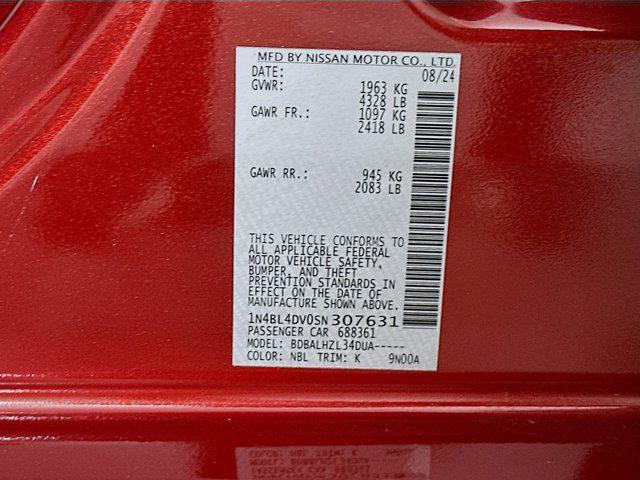 MFD BY NISSAN MOTOR CO., LTD.
DATE: 08/24
GVWR: 1963 KG
4328 LB
GAWR FR.: 1097 KG
2418 LB
GAWR RR.: 945 KG
2083 LB
THIS VEHICLE CONFORMS TO
ALL APPLICABLE FEDERAL
MOTOR VEHICLE SAFETY,
BUMPER, AND THEFT
PREVENTION STANDARDS IN
EFFECT ON THE DATE OF
MANUFACTURE SHOWN ABOVE.
1N4BL4DV0SN307631
PASSENGER CAR 688361
MODEL: BDBALHZL34DUA-----
COLOR: NBL TRIM: K 9N00A